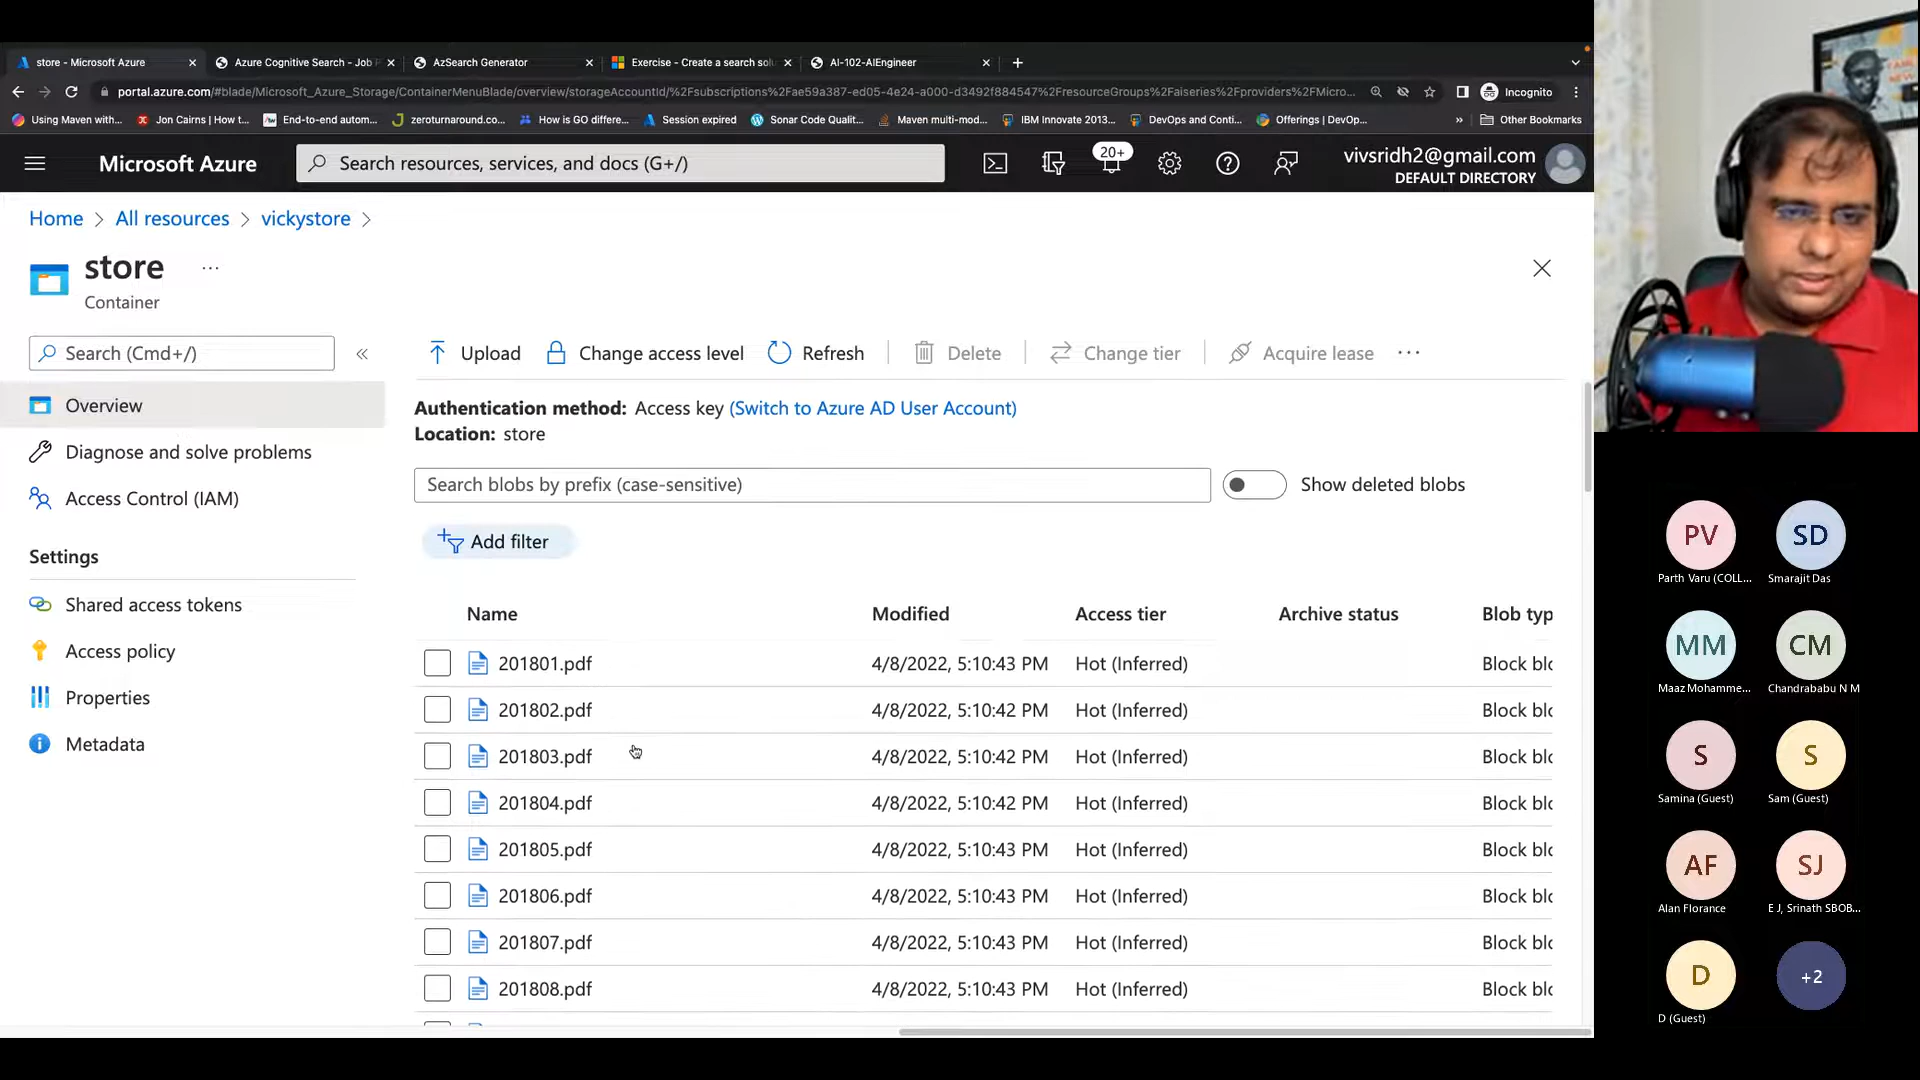 store - Microsoft Azure
Azure Cognitive Search - Job P
AzSearch Generator
Exercise - Create a search solu
AI-102-AIEngineer
portal.azure.com/#blade/Microsoft_Azure_Storage/ContainerMenuBlade/overview/storageAccountId/%2Fsubscriptions%2Fae59a387-ed05-4e24-a000-d3492f884547%2FresourceGroups%2Faiseries%2Fproviders%2FMicro...
Incognito
Using Maven with...
Jon Cairns | How t...
End-to-end autom...
zeroturnaround.co...
How is GO differe...
Session expired
Sonar Code Qualit...
Maven multi-mod...
IBM Innovate 2013...
DevOps and Conti...
Offerings | DevOp...
»
Other Bookmarks
Microsoft Azure
Search resources, services, and docs (G+/)
20+
vivsridh2@gmail.com
DEFAULT DIRECTORY
Home > All resources > vickystore >
store ...
Container
Search (Cmd+/)
«
Upload
Change access level
Refresh
Delete
Change tier
Acquire lease
...
Overview
Diagnose and solve problems
Access Control (IAM)
Settings
Shared access tokens
Access policy
Properties
Metadata
Authentication method: Access key (Switch to Azure AD User Account)
Location: store
Search blobs by prefix (case-sensitive)
Show deleted blobs
Add filter
Name Modified Access tier Archive status Blob typ
201801.pdf 4/8/2022, 5:10:43 PM Hot (Inferred) Block blo
201802.pdf 4/8/2022, 5:10:42 PM Hot (Inferred) Block blo
201803.pdf 4/8/2022, 5:10:42 PM Hot (Inferred) Block blo
201804.pdf 4/8/2022, 5:10:42 PM Hot (Inferred) Block blo
201805.pdf 4/8/2022, 5:10:43 PM Hot (Inferred) Block blo
201806.pdf 4/8/2022, 5:10:43 PM Hot (Inferred) Block blo
201807.pdf 4/8/2022, 5:10:43 PM Hot (Inferred) Block blo
201808.pdf 4/8/2022, 5:10:43 PM Hot (Inferred) Block blo
PV
SD
Parth Varu (COLL...
Smarajit Das
MM
CM
Maaz Mohamme...
Chandrababu N M
S
S
Samina (Guest)
Sam (Guest)
AF
SJ
Alan Florance
E J, Srinath SBOB...
D
+2
D (Guest)